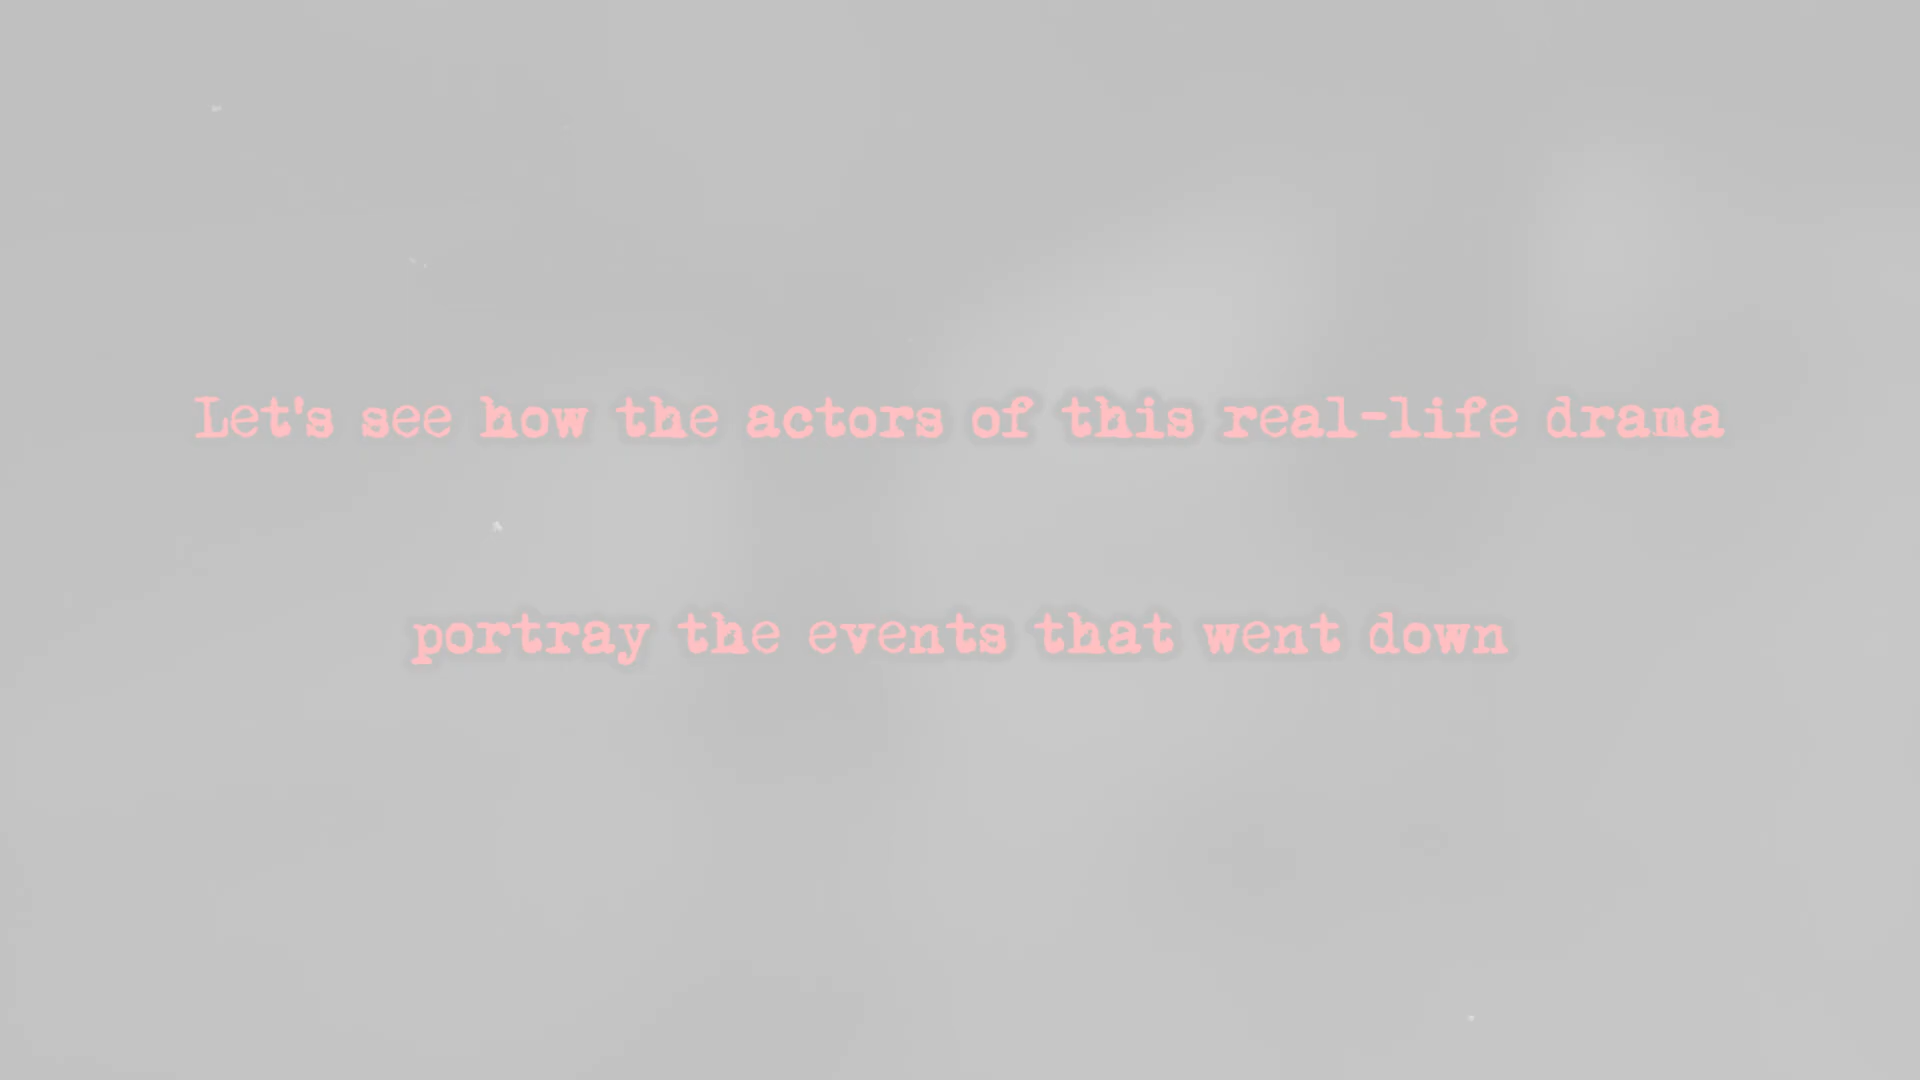 Let's see how the actors of this real-life drama
portray the events that went down